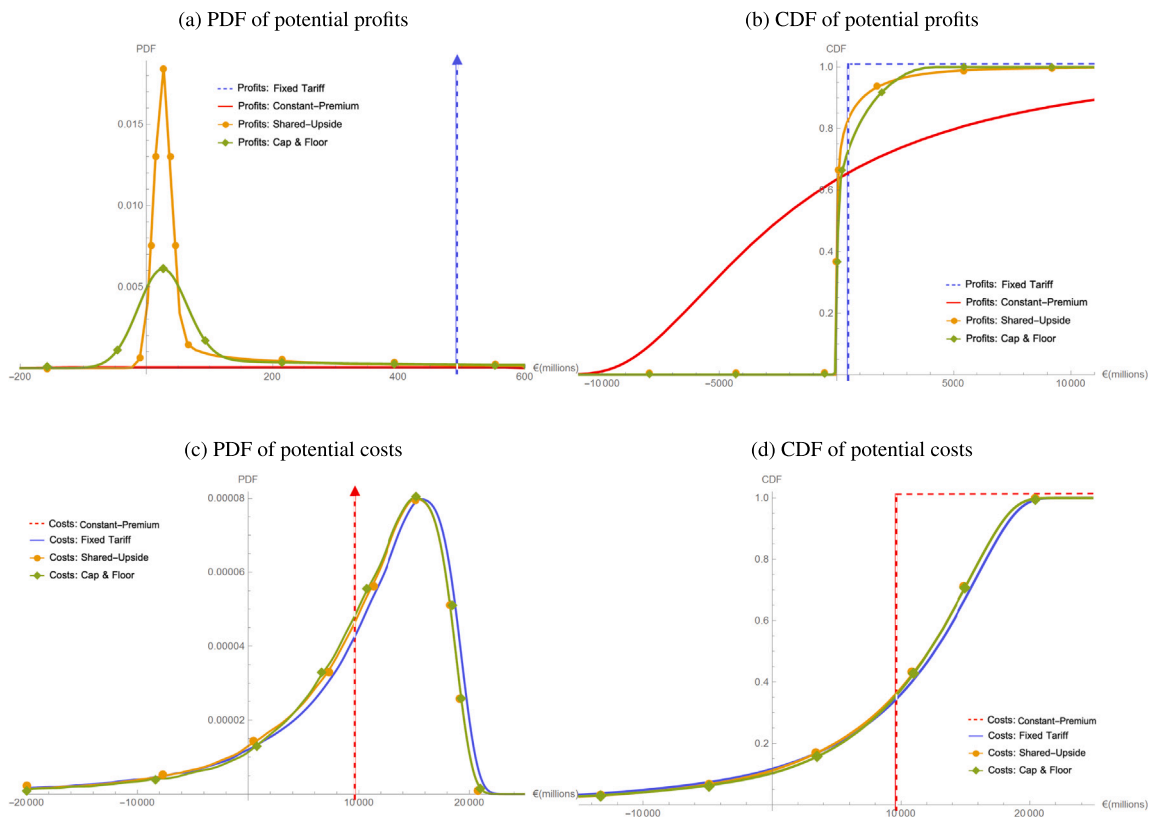 (a) PDF of potential profits
PDF
Profits: Fixed Tariff
Profits: Constant-Premium
Profits: Shared-Upside
Profits: Cap & Floor
0.015
0.010
0.005
-200
200
400
600
€(millions)
(b) CDF of potential profits
CDF
1.0
0.8
0.6
0.4
0.2
Profits: Fixed Tariff
Profits: Constant-Premium
Profits: Shared-Upside
Profits: Cap & Floor
-10000
-5000
5000
10000
€(millions)
(c) PDF of potential costs
PDF
Costs: Constant-Premium
Costs: Fixed Tariff
Costs: Shared-Upside
Costs: Cap & Floor
0.00008
0.00006
0.00004
0.00002
-20000
-10000
10000
20000
€(millions)
(d) CDF of potential costs
CDF
1.0
0.8
0.6
0.4
0.2
Costs: Constant-Premium
Costs: Fixed Tariff
Costs: Shared-Upside
Costs: Cap & Floor
-10000
10000
20000
€(millions)